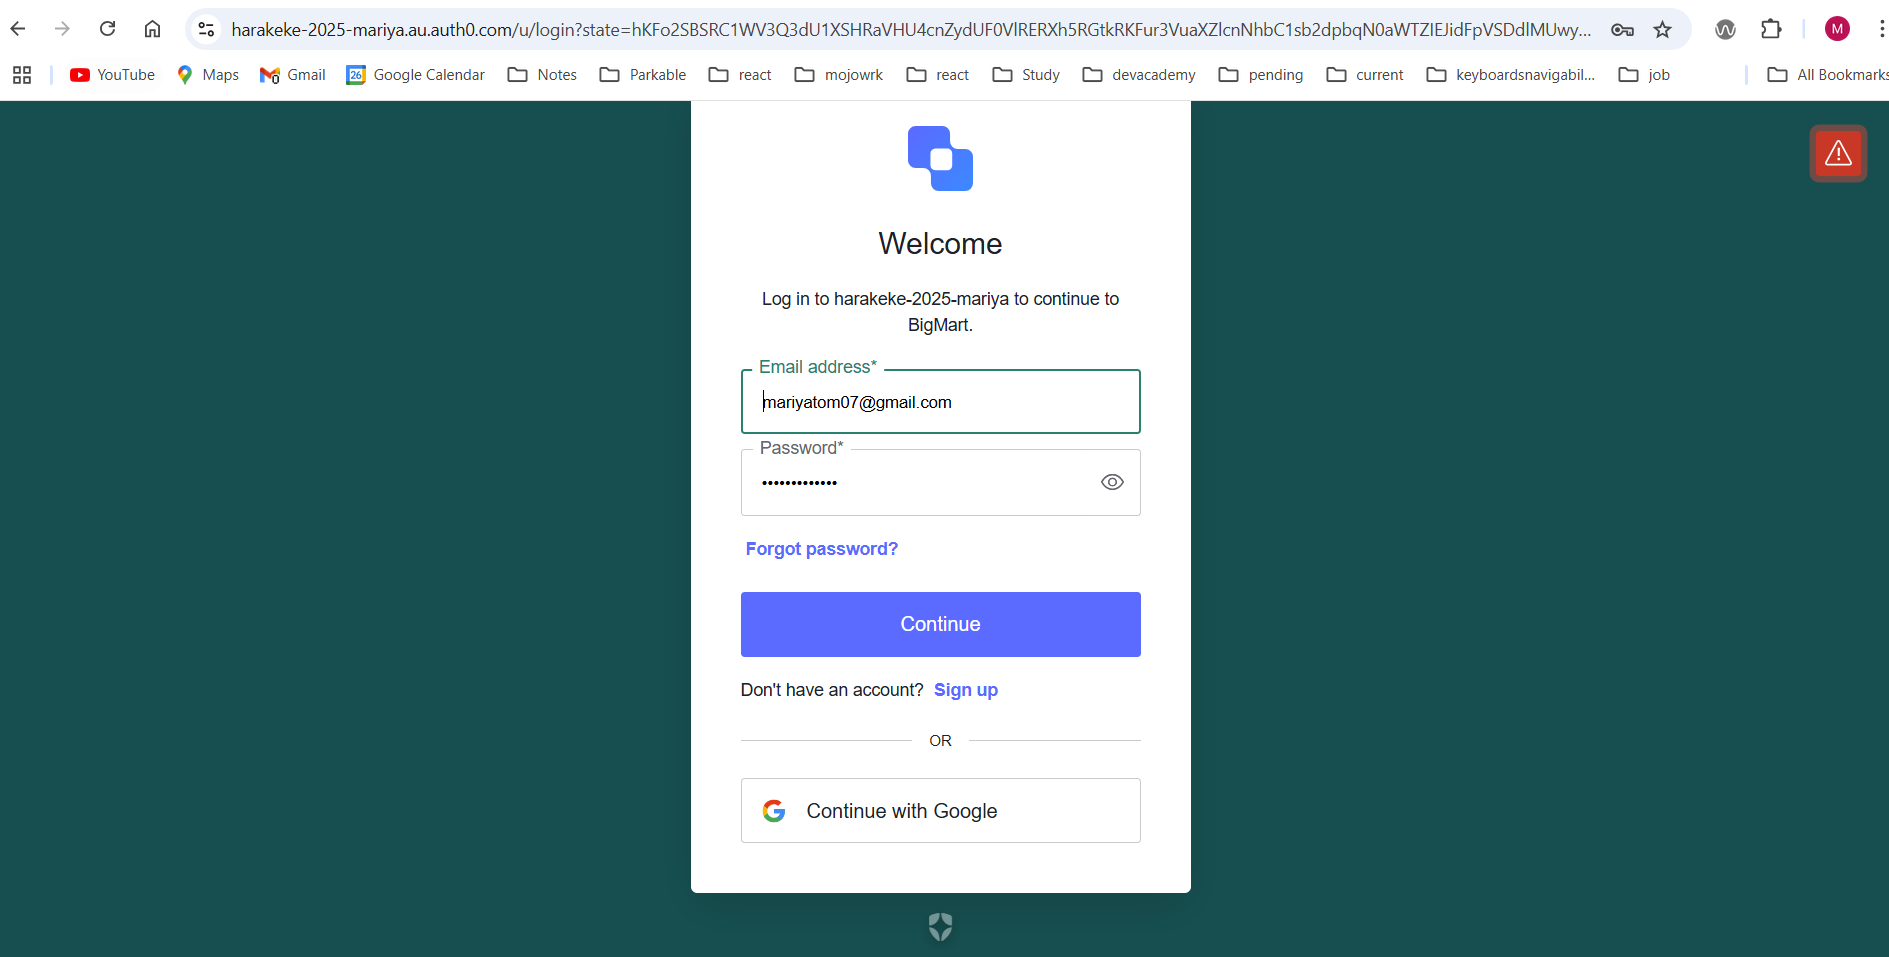 harakeke-2025-mariya.au.auth0.com/u/login?state=hKFo2SBSRC1WV3Q3dU1XSHRaVHU4cnZydUF0VlRERXh5RGtkRKFur3VuaXZlcnNhbC1sb2dpbqN0aWTZIEJidFpVSDdlMUwy...
M
YouTube
Maps
Gmail
26
Google Calendar
Notes
Parkable
react
mojowrk
react
Study
devacademy
pending
current
keyboardsnavigabil...
job
All Bookmarks
Welcome
Log in to harakeke-2025-mariya to continue to
BigMart.
Email address*
mariyatom07@gmail.com
Password*
•••••••••••••
Forgot password?
Continue
Don't have an account? Sign up
OR
Continue with Google